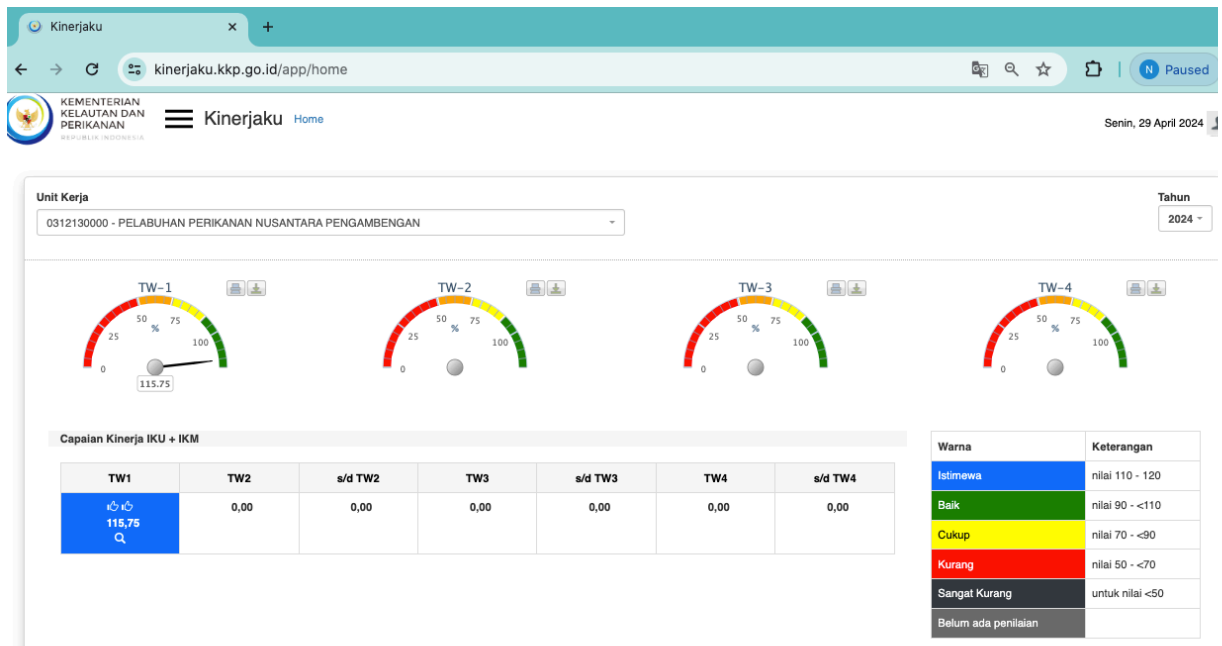 Kinerjaku
kinerjaku.kkp.go.id/app/home
N Paused
KEMENTERIAN
KELAUTAN DAN
PERIKANAN
REPUBLIK INDONESIA
Kinerjaku Home
Senin, 29 April 2024
Unit Kerja
Tahun
0312130000 - PELABUHAN PERIKANAN NUSANTARA PENGAMBENGAN
2024
TW-1
0 25 50 75 100
%
115.75
TW-2
0 25 50 75 100
%
TW-3
0 25 50 75 100
%
TW-4
0 25 50 75 100
%
Capaian Kinerja IKU + IKM
TW1 TW2 s/d TW2 TW3 s/d TW3 TW4 s/d TW4
115,75 0,00 0,00 0,00 0,00 0,00 0,00
Warna Keterangan
Istimewa nilai 110 - 120
Baik nilai 90 - <110
Cukup nilai 70 - <90
Kurang nilai 50 - <70
Sangat Kurang untuk nilai <50
Belum ada penilaian